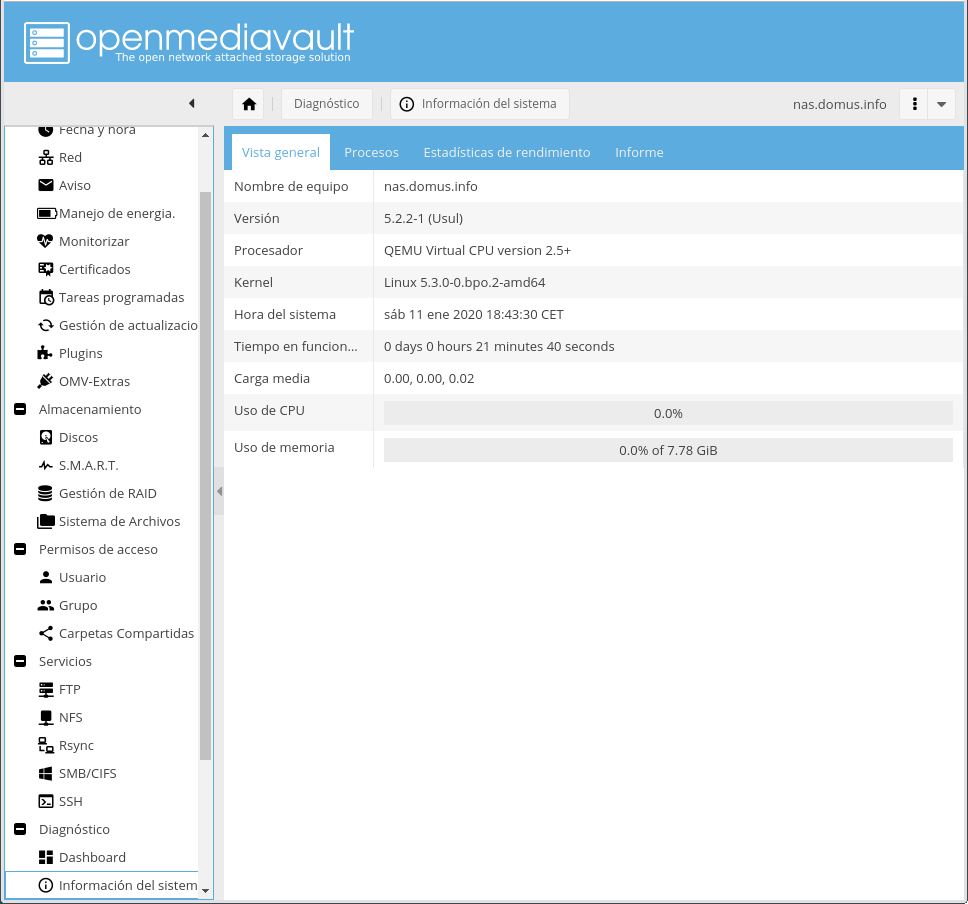 openmediavault
The open network attached storage solution
Diagnóstico
Información del sistema
nas.domus.info
Fecha y hora
Red
Aviso
Manejo de energia.
Monitorizar
Certificados
Tareas programadas
Gestión de actualizacio
Plugins
OMV-Extras
Almacenamiento
Discos
S.M.A.R.T.
Gestión de RAID
Sistema de Archivos
Permisos de acceso
Usuario
Grupo
Carpetas Compartidas
Servicios
FTP
NFS
Rsync
SMB/CIFS
SSH
Diagnóstico
Dashboard
Información del sistem
Vista general Procesos Estadísticas de rendimiento Informe
Nombre de equipo nas.domus.info
Versión 5.2.2-1 (Usul)
Procesador QEMU Virtual CPU version 2.5+
Kernel Linux 5.3.0-0.bpo.2-amd64
Hora del sistema sáb 11 ene 2020 18:43:30 CET
Tiempo en funcion... 0 days 0 hours 21 minutes 40 seconds
Carga media 0.00, 0.00, 0.02
Uso de CPU 0.0%
Uso de memoria 0.0% of 7.78 GiB